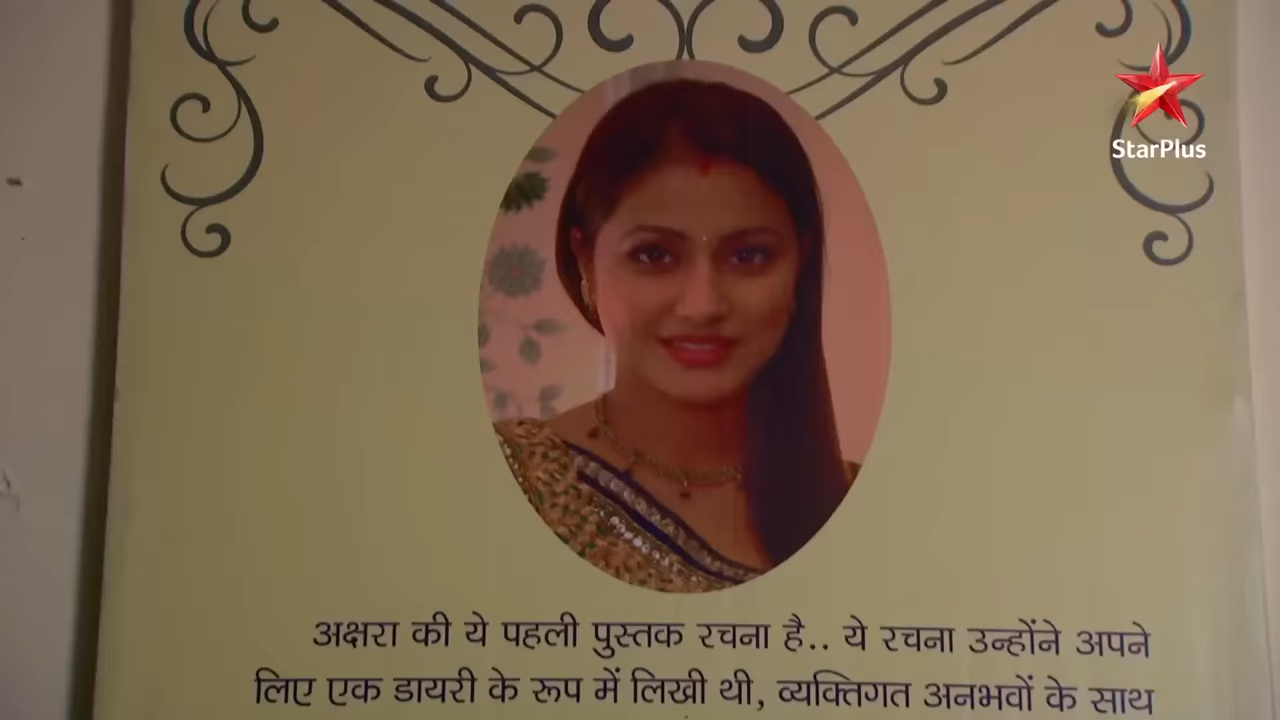 StarPlus
अक्षरा की ये पहली पुस्तक रचना है.. ये रचना उन्होंने अपने
लिए एक डायरी के रूप में लिखी थी, व्यक्तिगत अनभवों के साथ